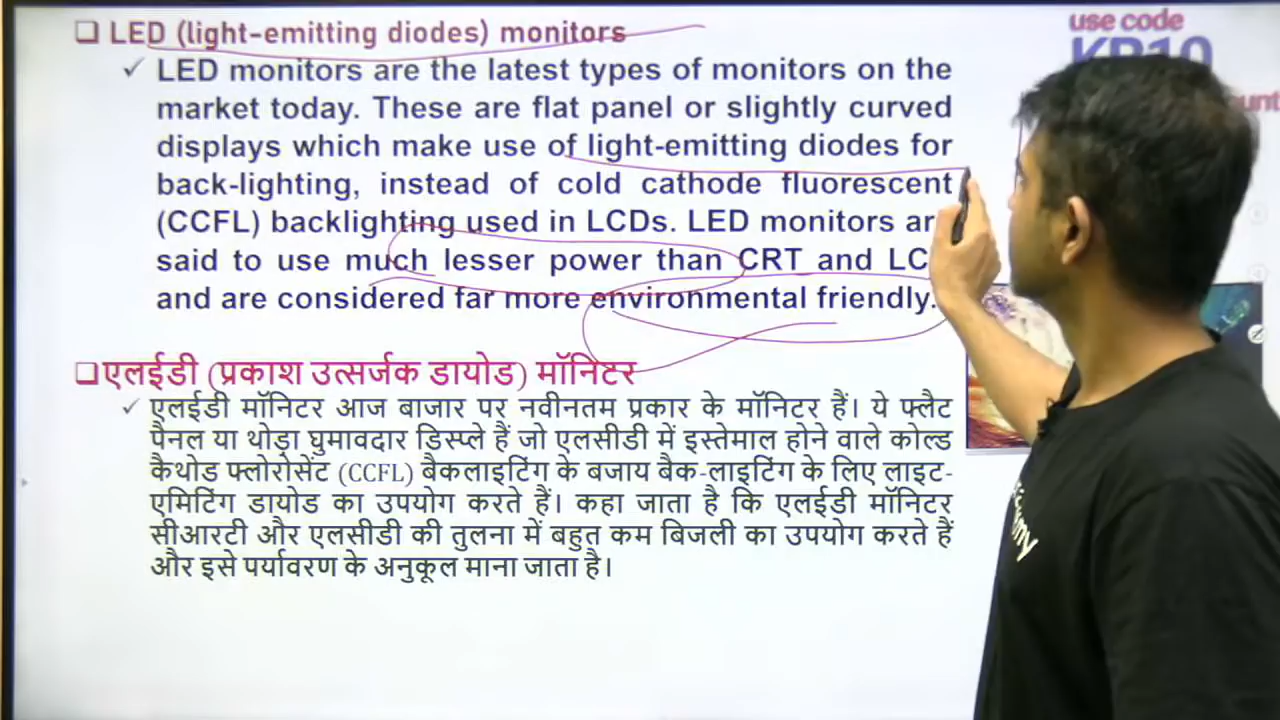 use code
KP10
❑ LED (light-emitting diodes) monitors
✓ LED monitors are the latest types of monitors on the
market today. These are flat panel or slightly curved
displays which make use of light-emitting diodes for
back-lighting, instead of cold cathode fluorescent
(CCFL) backlighting used in LCDs. LED monitors
said to use much lesser power than CRT and
and are considered far more environmental friendly.
❑एलईडी (प्रकाश उत्सर्जक डायोड) मॉनिटर
✓ एलईडी मॉनिटर आज बाजार पर नवीनतम प्रकार के मॉनिटर हैं। ये फ्लैट
पैनल या थोड़ा घुमावदार डिस्प्ले हैं जो एलसीडी में इस्तेमाल होने वाले कोल्ड
कैथोड फ्लोरोसेंट (CCFL) बैकलाइटिंग के बजाय बैक-लाइटिंग के लिए लाइट-
एमिटिंग डायोड का उपयोग करते हैं। कहा जाता है कि एलईडी मॉनिटर
सीआरटी और एलसीडी की तुलना में बहुत कम बिजली का उपयोग करते हैं
और इसे पर्यावरण के अनुकूल माना जाता है।